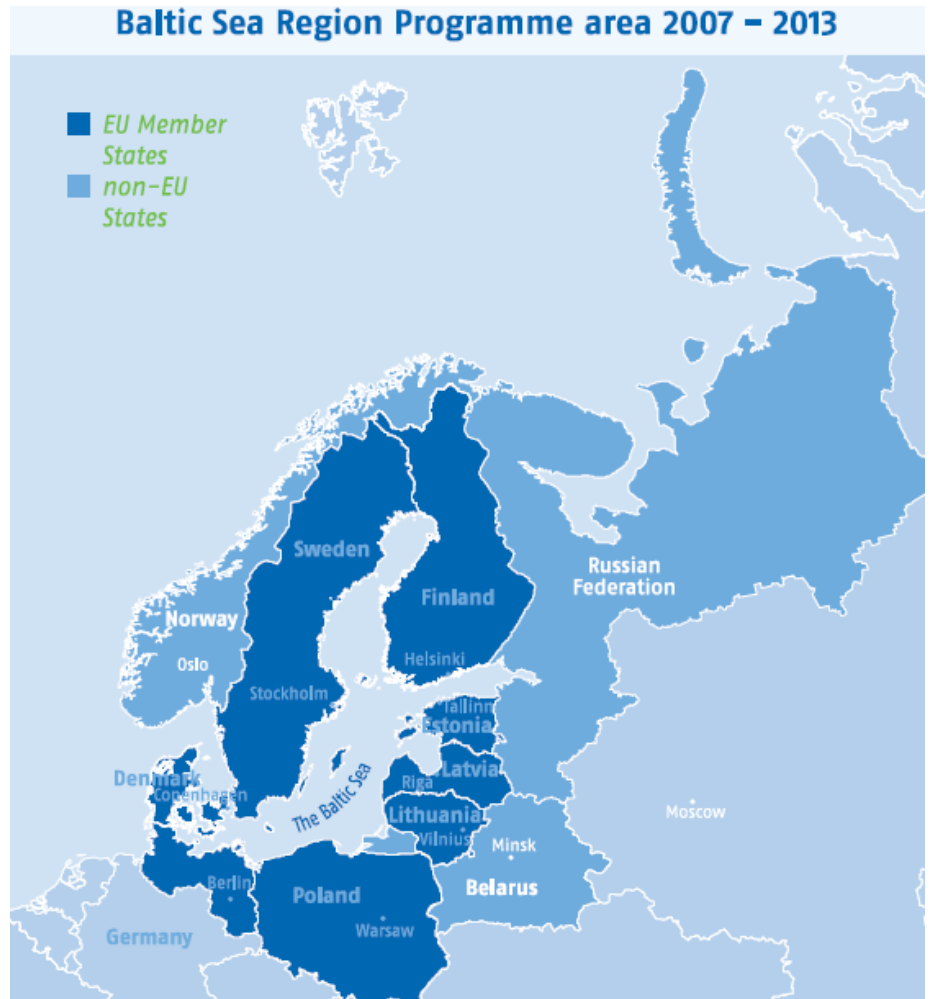 Baltic Sea Region Programme area 2007 – 2013
EU Member
States
non-EU
States
Sweden
Finland
Russian
Federation
Norway
Oslo
Helsinki
Stockholm
Tallinn
Estonia
Denmark
Copenhagen
Latvia
Riga
The Baltic Sea
Lithuania
Vilnius
Moscow
Minsk
Belarus
Berlin
Poland
Warsaw
Germany